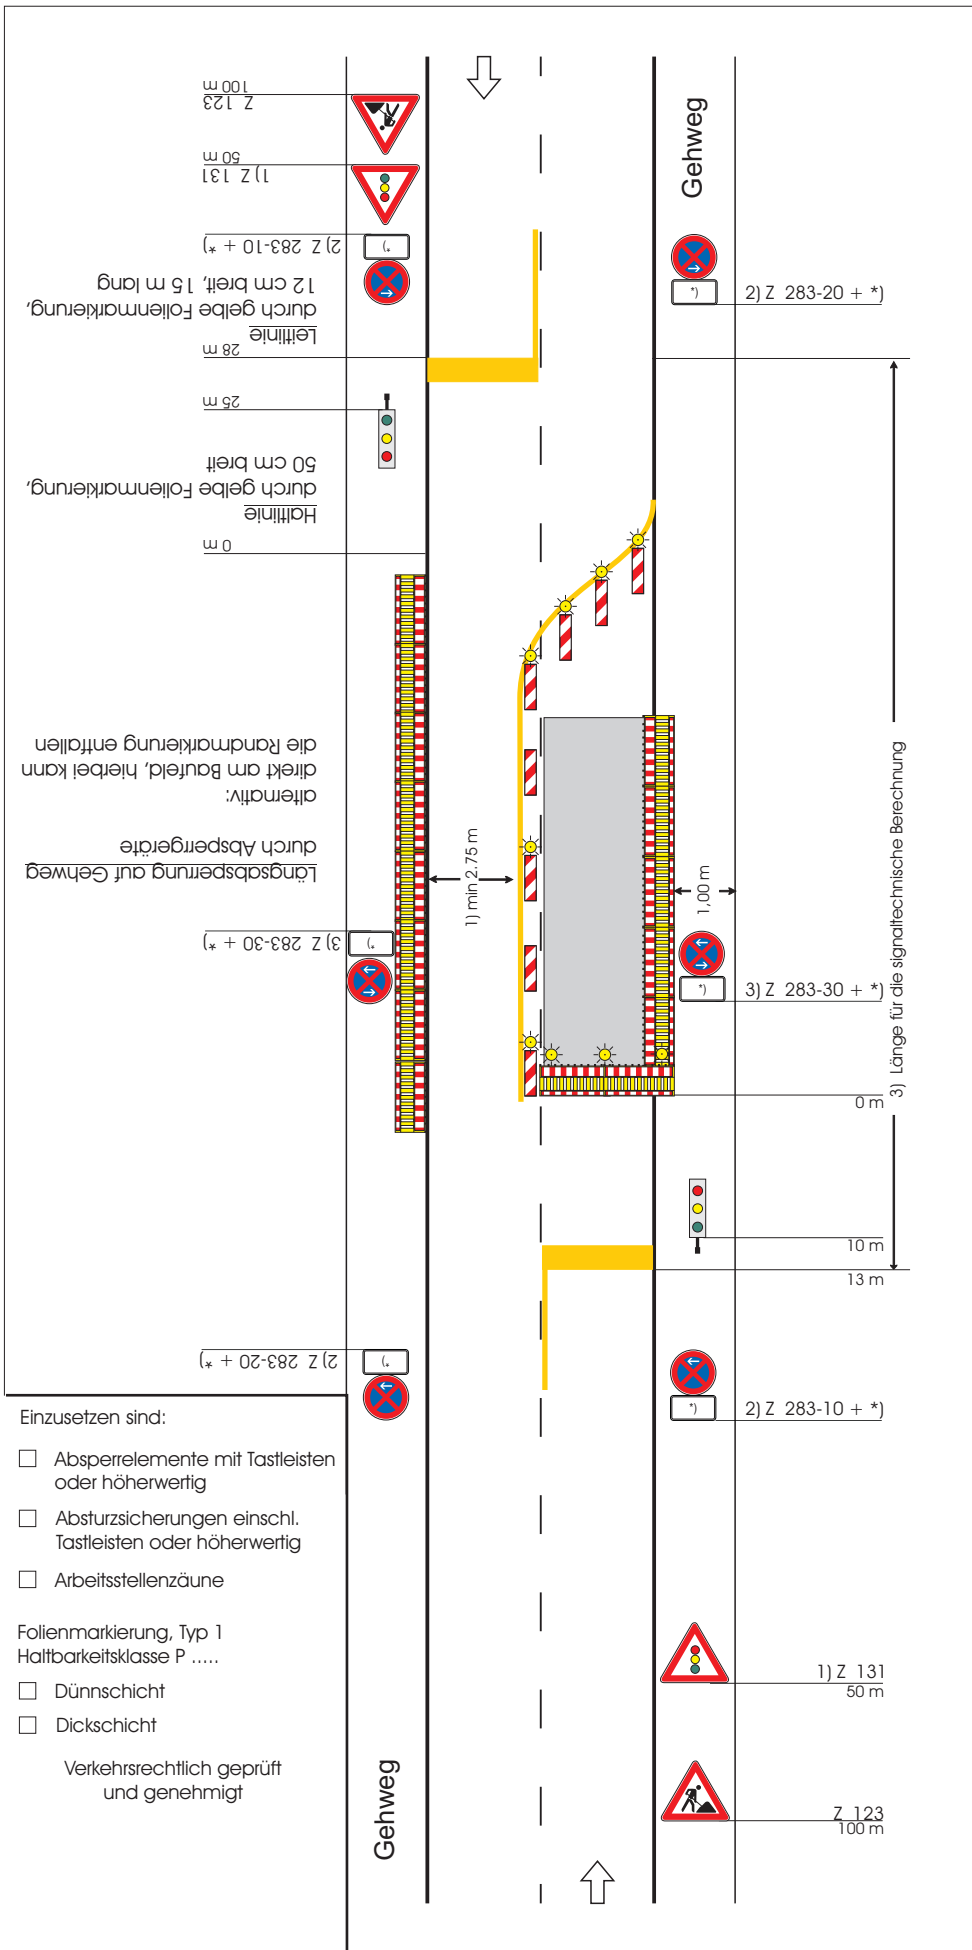 100 m
Z 123
50 m
1) Z 131
2) Z 283-10 + *)
*)
Leitlinie
durch gelbe Folienmarkierung,
12 cm breit, 15 m lang
28 m
25 m
Haltlinie
durch gelbe Folienmarkierung,
50 cm breit
0 m
Längsabsperrung auf Gehweg
durch Absperrgeräte
alternativ:
direkt am Baufeld, hierbei kann
die Randmarkierung entfallen
3) Z 283-30 + *)
*)
2) Z 283-20 + *)
*)
Gehweg
*)
2) Z 283-20 + *)
1) min 2.75 m
1,00 m
*)
3) Z 283-30 + *)
3) Länge für die signaltechnische Berechnung
0 m
10 m
13 m
*)
2) Z 283-10 + *)
1) Z 131
50 m
Z 123
100 m
Gehweg
Einzusetzen sind:
Absperrelemente mit Tastleisten
oder höherwertig
Absturzsicherungen einschl.
Tastleisten oder höherwertig
Arbeitsstellenzäune
Folienmarkierung, Typ 1
Haltbarkeitsklasse P .....
Dünnschicht
Dickschicht
Verkehrsrechtlich geprüft
und genehmigt